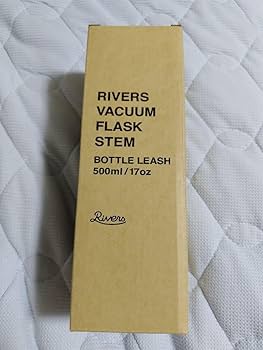 RIVERS
VACUUM
FLASK
STEM
BOTTLE LEASH
500ml/17oz
Rivers